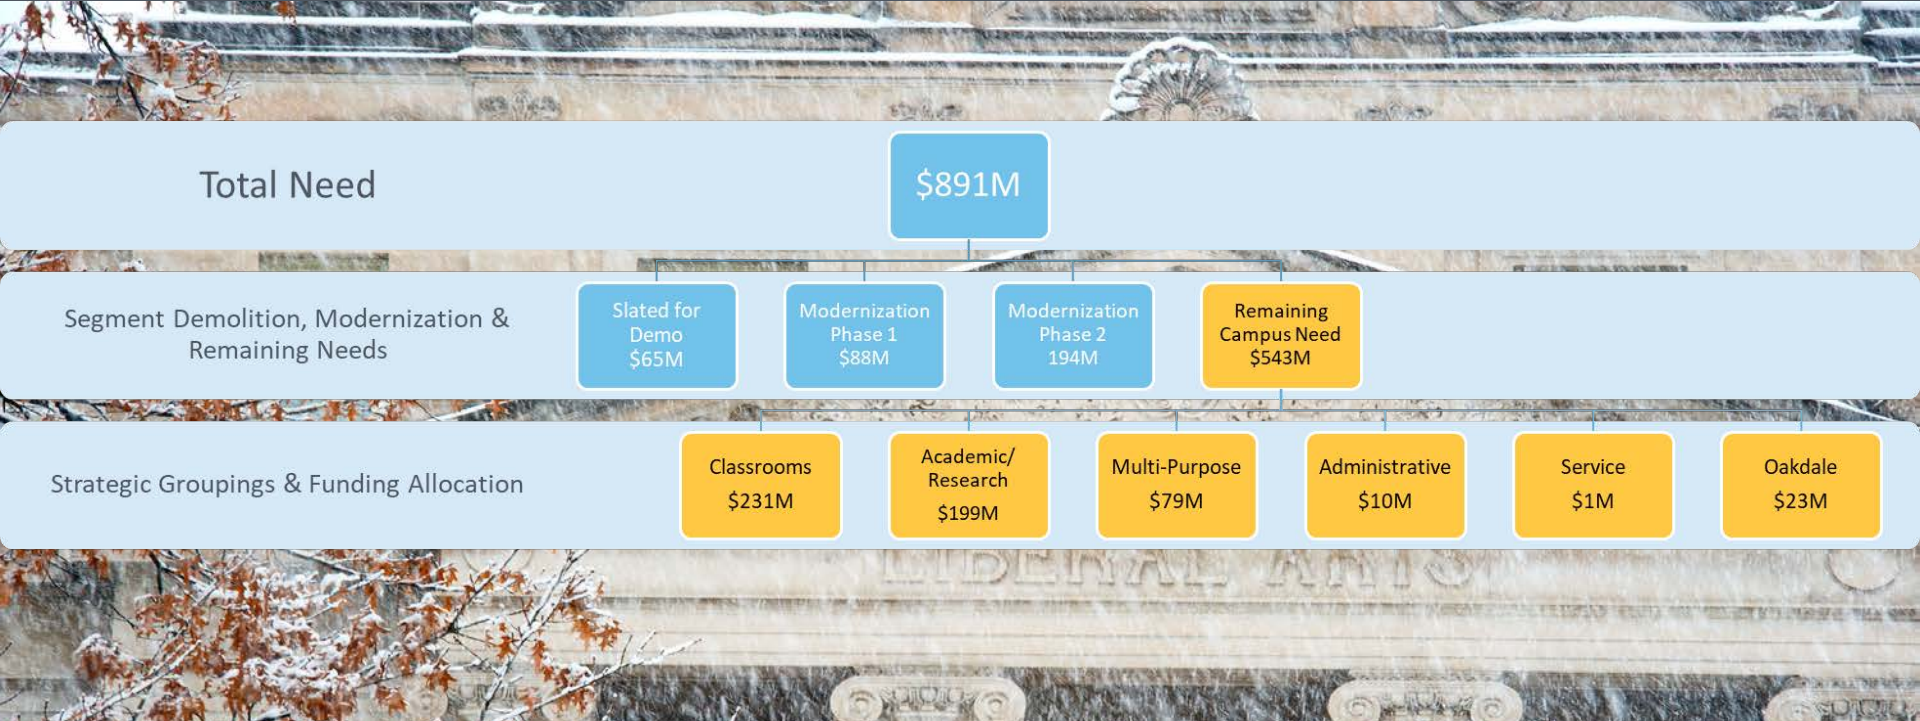 Total Need
$891M
Segment Demolition, Modernization &
Remaining Needs
Slated for
Demo
$65M
Modernization
Phase 1
$88M
Modernization
Phase 2
194M
Remaining
Campus Need
$543M
Strategic Groupings & Funding Allocation
Classrooms
$231M
Academic/
Research
$199M
Multi-Purpose
$79M
Administrative
$10M
Service
$1M
Oakdale
$23M
LIBERAL ARTS